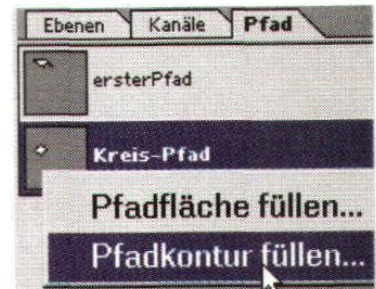 Ebenen Kanäle Pfad
ersterPfad
Kreis-Pfad
Pfadfläche füllen...
Pfadkontur füllen...